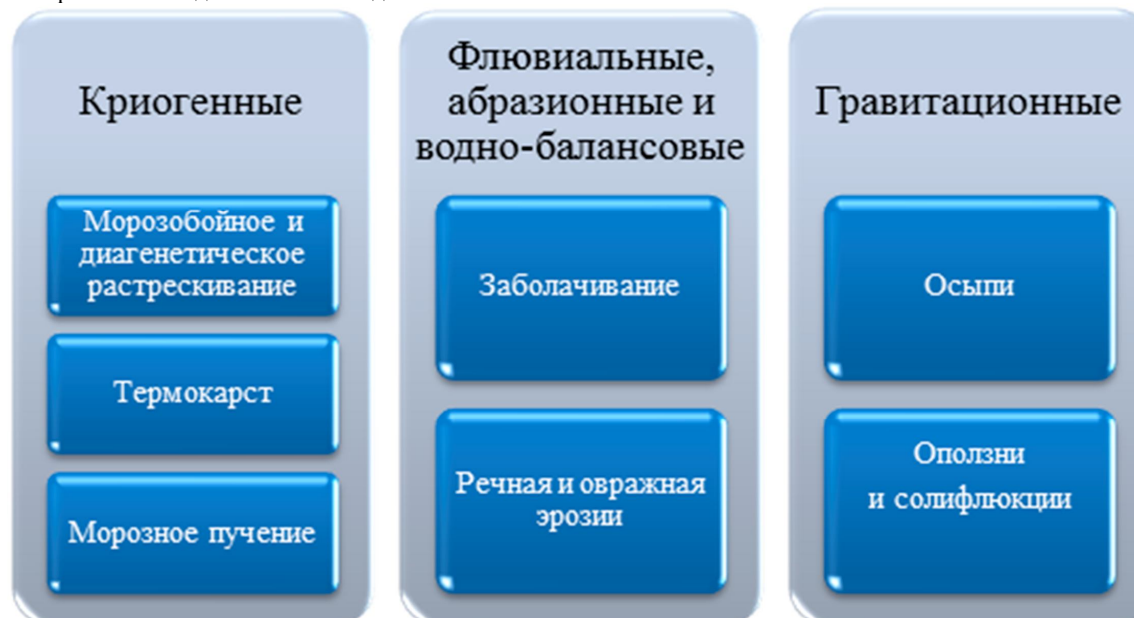 Криогенные
Морозобойное и
диагенетическое
растрескивание
Термокарст
Морозное пучение
Флювиальные,
абразионные и
водно-балансовые
Заболачивание
Речная и овражная
эрозии
Гравитационные
Осыпи
Оползни
и солифлюкции